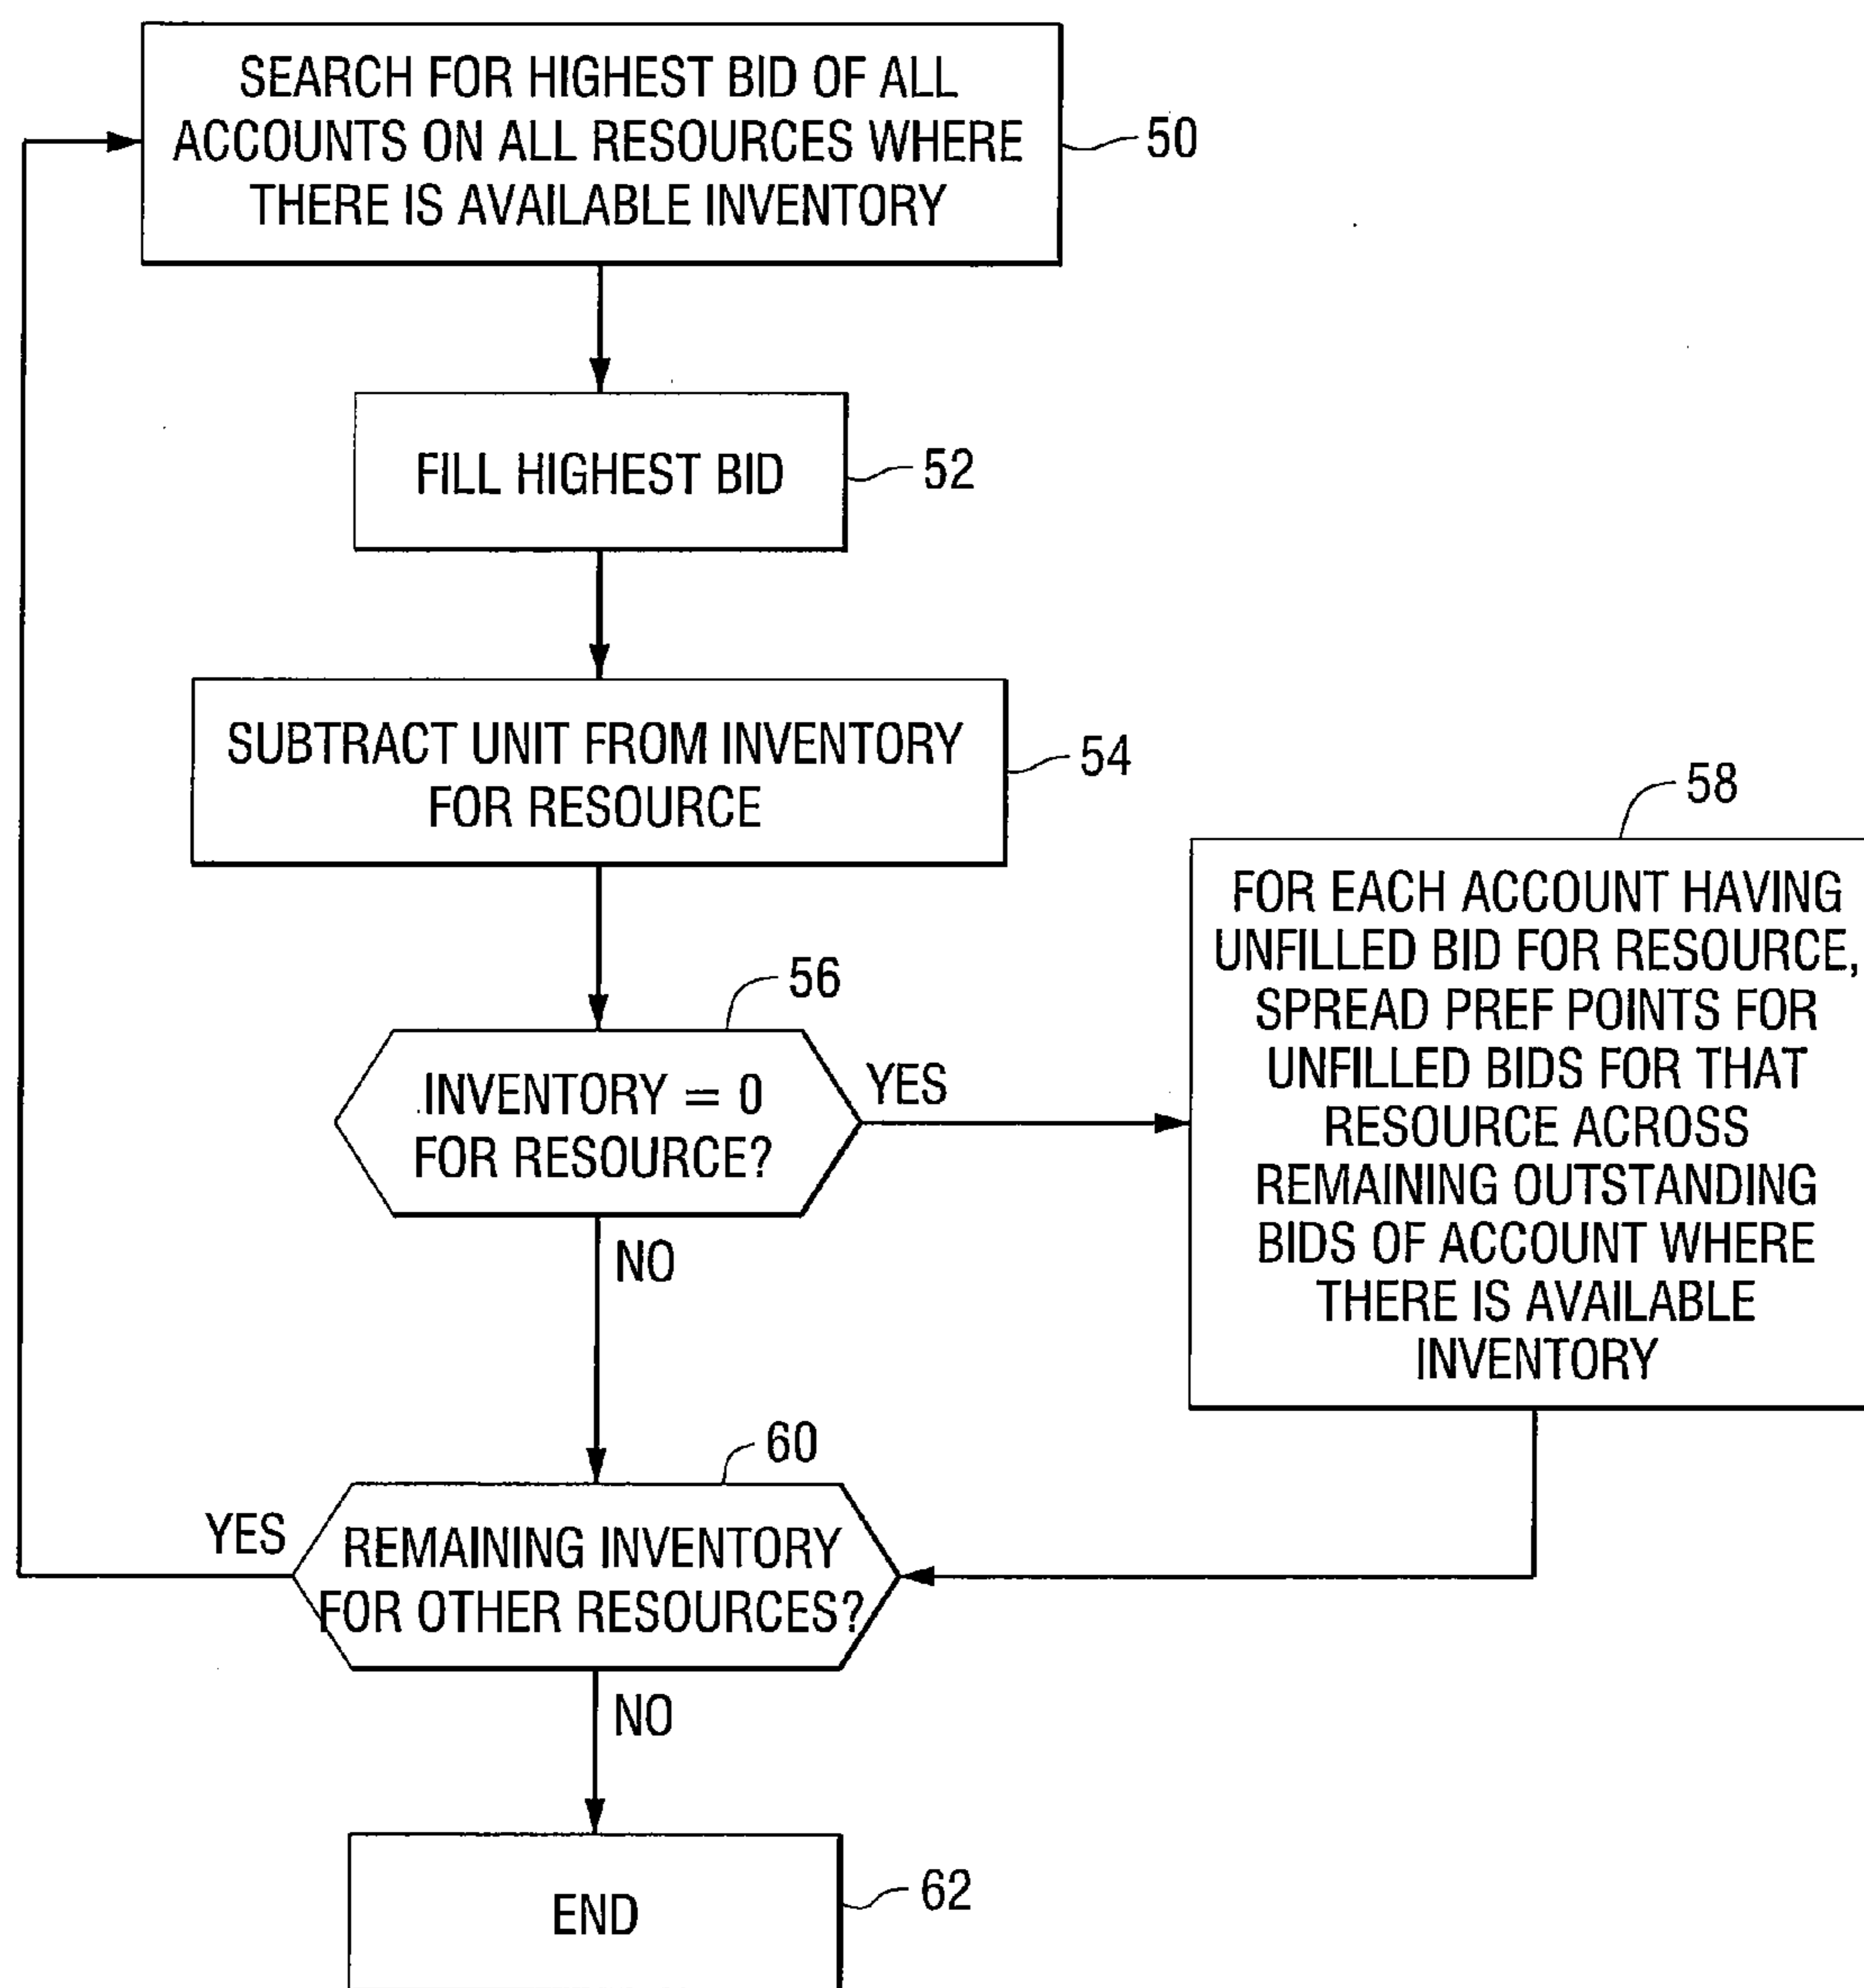 SEARCH FOR HIGHEST BID OF ALL
ACCOUNTS ON ALL RESOURCES WHERE
THERE IS AVAILABLE INVENTORY
50
FILL HIGHEST BID
52
SUBTRACT UNIT FROM INVENTORY
FOR RESOURCE
54
56
INVENTORY = 0
FOR RESOURCE?
YES
NO
58
FOR EACH ACCOUNT HAVING
UNFILLED BID FOR RESOURCE,
SPREAD PREF POINTS FOR
UNFILLED BIDS FOR THAT
RESOURCE ACROSS
REMAINING OUTSTANDING
BIDS OF ACCOUNT WHERE
THERE IS AVAILABLE
INVENTORY
60
YES
REMAINING INVENTORY
FOR OTHER RESOURCES?
NO
END
62